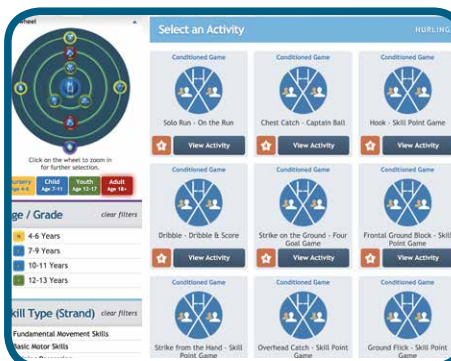 wheel
Click on the wheel to zoom in
for further selection.
Nursery
Age 4-6
Child
Age 7-11
Youth
Age 12-17
Adult
Age 18+
ge / Grade clear filters
4-6 Years
7-9 Years
10-11 Years
12-13 Years
kill Type (Strand) clear filters
Fundamental Movement Skills
Basic Motor Skills
Select an Activity
HURLING
Conditioned Game
Solo Run - On the Run
View Activity
Conditioned Game
Chest Catch - Captain Ball
View Activity
Conditioned Game
Hook - Skill Point Game
View Activity
Conditioned Game
Dribble - Dribble & Score
View Activity
Conditioned Game
Strike on the Ground - Four
Goal Game
View Activity
Conditioned Game
Frontal Ground Block - Skill
Point Game
View Activity
Conditioned Game
Strike from the Hand - Skill
Point Game
Conditioned Game
Overhead Catch - Skill Point
Game
Conditioned Game
Ground Flick - Skill Point
Game